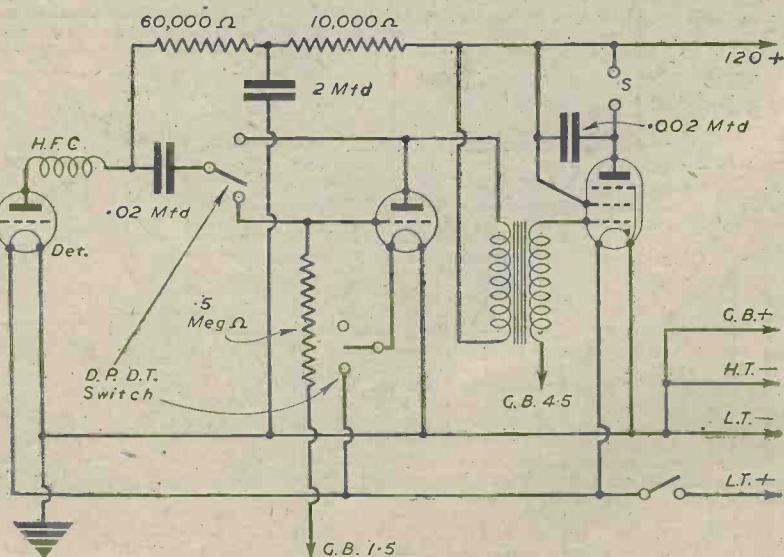 60,000 Ω
10,000 Ω
120+
2 Mfd
S
·002 Mfd
H.F.C.
·02 Mfd
Det.
·5
Meg Ω
D.P. D.T.
Switch
G.B. 4·5
G.B.+
H.T.−
L.T.−
L.T.+
G.B. 1·5